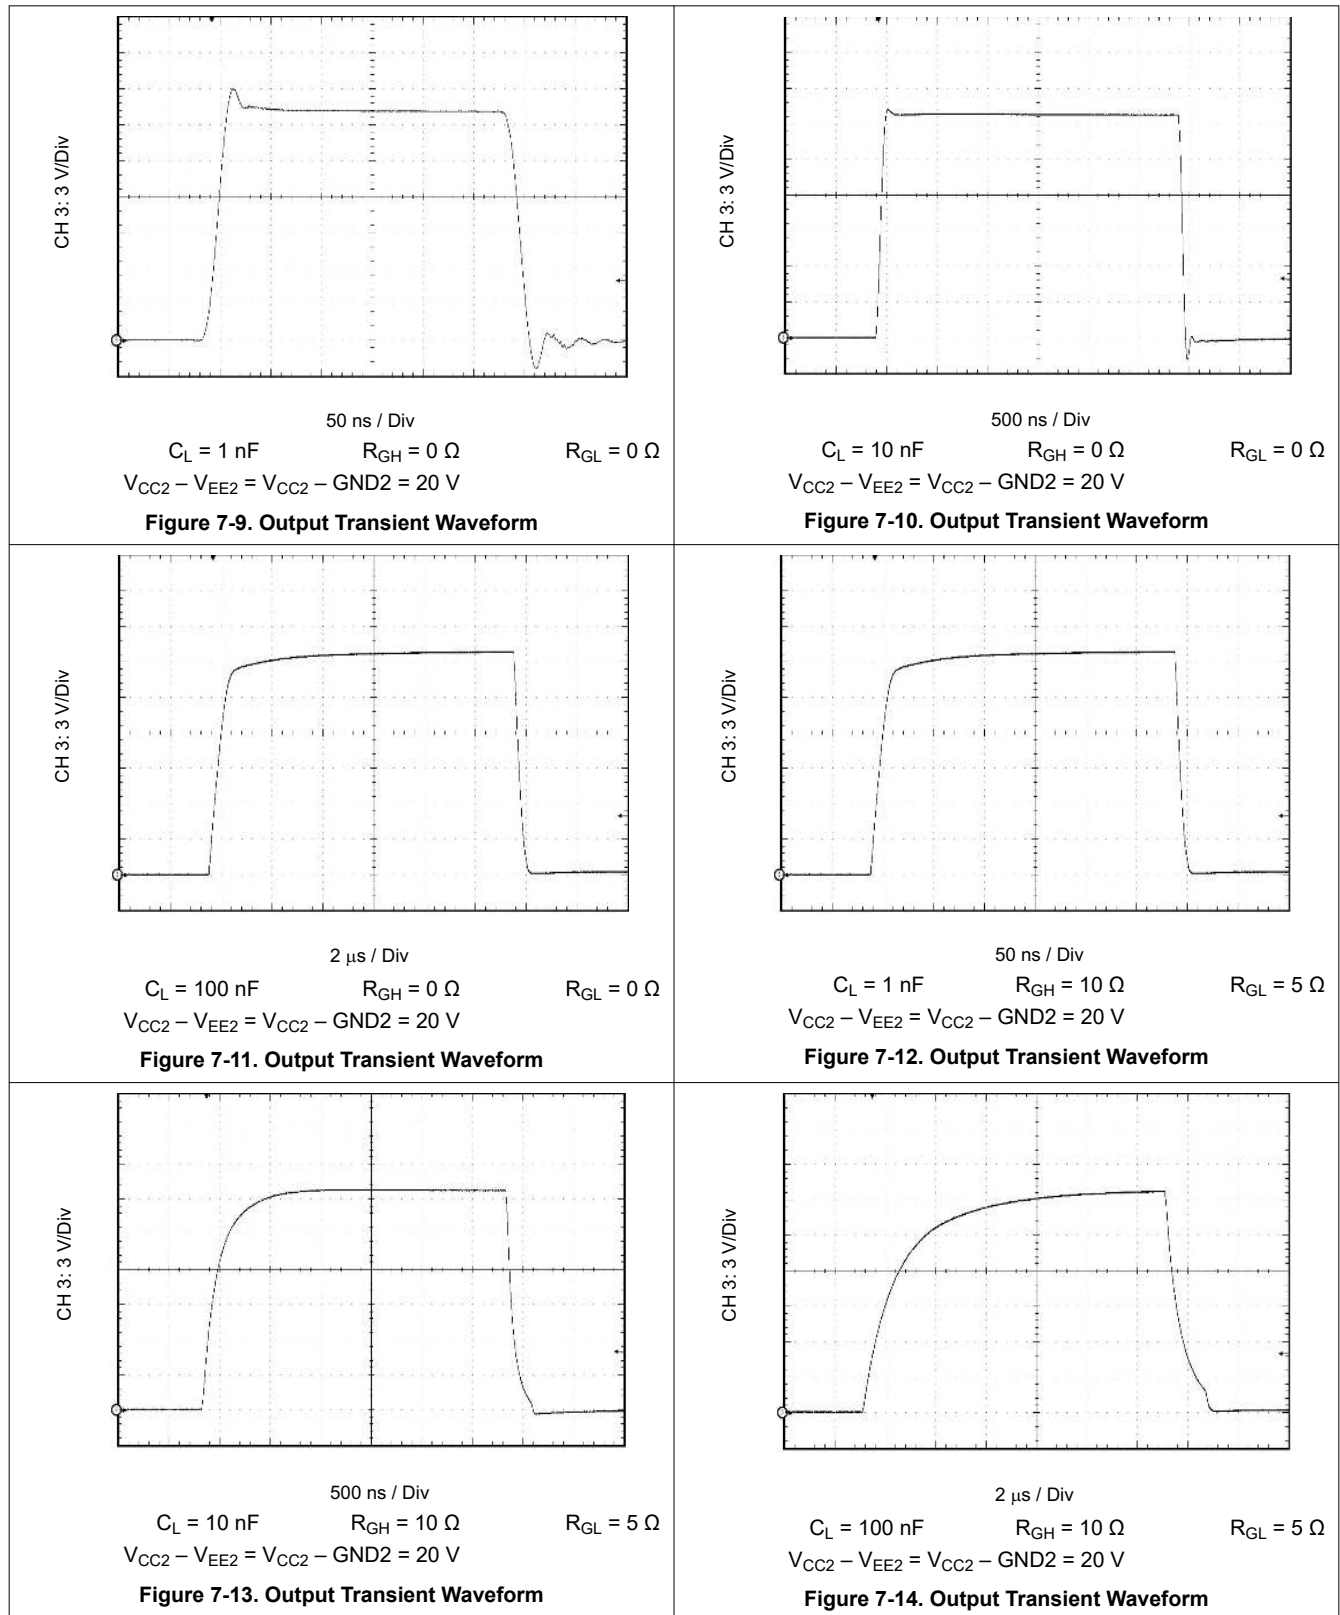 CH 3: 3 V/Div
50 ns / Div
C_L = 1 nF R_GH = 0 Ω R_GL = 0 Ω
V_CC2 – V_EE2 = V_CC2 – GND2 = 20 V
Figure 7-9. Output Transient Waveform
CH 3: 3 V/Div
500 ns / Div
C_L = 10 nF R_GH = 0 Ω R_GL = 0 Ω
V_CC2 – V_EE2 = V_CC2 – GND2 = 20 V
Figure 7-10. Output Transient Waveform
CH 3: 3 V/Div
2 μs / Div
C_L = 100 nF R_GH = 0 Ω R_GL = 0 Ω
V_CC2 – V_EE2 = V_CC2 – GND2 = 20 V
Figure 7-11. Output Transient Waveform
CH 3: 3 V/Div
50 ns / Div
C_L = 1 nF R_GH = 10 Ω R_GL = 5 Ω
V_CC2 – V_EE2 = V_CC2 – GND2 = 20 V
Figure 7-12. Output Transient Waveform
CH 3: 3 V/Div
500 ns / Div
C_L = 10 nF R_GH = 10 Ω R_GL = 5 Ω
V_CC2 – V_EE2 = V_CC2 – GND2 = 20 V
Figure 7-13. Output Transient Waveform
CH 3: 3 V/Div
2 μs / Div
C_L = 100 nF R_GH = 10 Ω R_GL = 5 Ω
V_CC2 – V_EE2 = V_CC2 – GND2 = 20 V
Figure 7-14. Output Transient Waveform